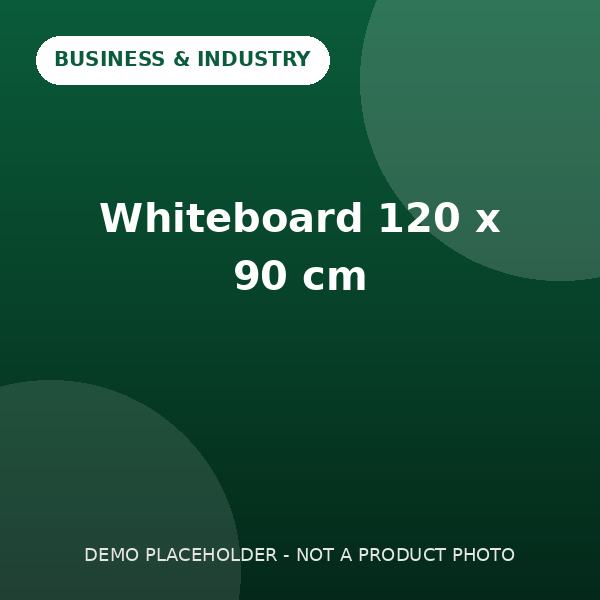 BUSINESS & INDUSTRY
Whiteboard 120 x
90 cm
DEMO PLACEHOLDER - NOT A PRODUCT PHOTO